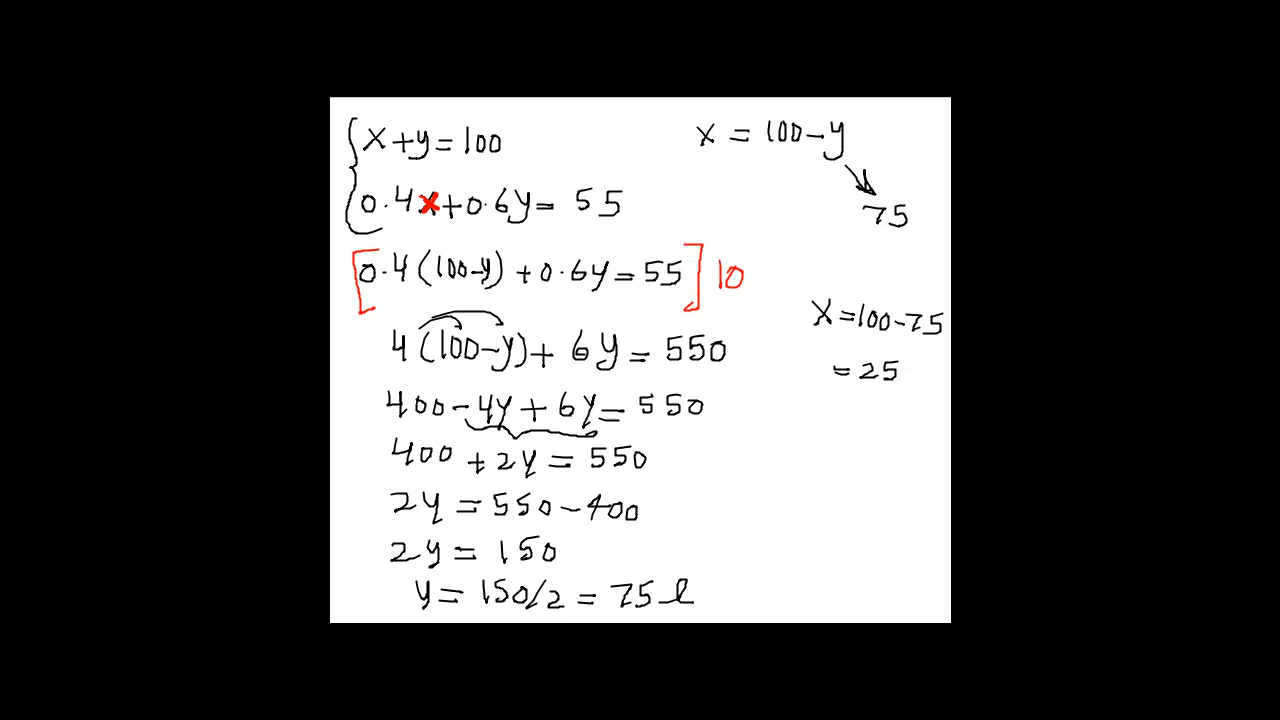 x+y=100
0.4x+0.6y= 55
[0.4(100-y)+0.6y=55] 10
4(100-y)+ 6y=550
400-4y+6y=550
400 +2y=550
2y=550-400
2y=150
y=150/2=75 l
x = 100-y
75
x=100-75
=25